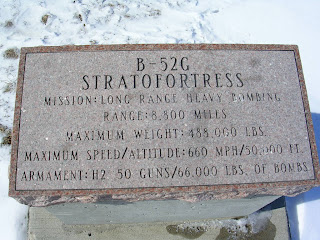 B-52G
STRATOFORTRESS
MISSION: LONG RANGE HEAVY BOMBING
RANGE: 8,800 MILES
MAXIMUM WEIGHT: 488,000 LBS.
MAXIMUM SPEED/ALTITUDE: 660 MPH/50,000 FT.
ARMAMENT: H2 .50 GUNS/66,000 LBS. OF BOMBS